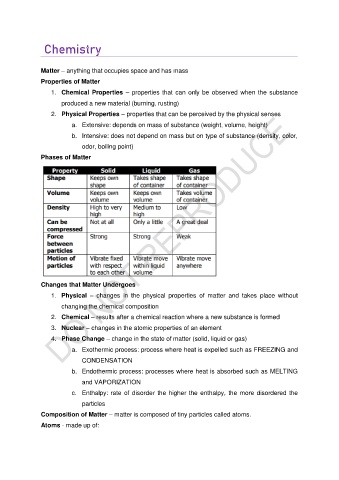 Chemistry
Matter – anything that occupies space and has mass
Properties of Matter
1. Chemical Properties – properties that can only be observed when the substance
produced a new material (burning, rusting)
2. Physical Properties – properties that can be perceived by the physical senses.
a. Extensive: depends on mass of substance (weight, volume, height)
b. Intensive: does not depend on mass but on type of substance (density, color,
odor, boiling point)
Phases of Matter
Property Solid Liquid Gas
Shape Keeps own shape Takes shape of container Takes shape of container
Volume Keeps own volume Keeps own volume Takes volume of container
Density High to very high Medium to high Low
Can be compressed Not at all Only a little A great deal
Force between particles Strong Strong Weak
Motion of particles Vibrate fixed with respect to each other Vibrate move within liquid volume Vibrate move anywhere
Changes that Matter Undergoes
1. Physical – changes in the physical properties of matter and takes place without
changing the chemical composition
2. Chemical – results after a chemical reaction where a new substance is formed
3. Nuclear – changes in the atomic properties of an element
4. Phase Change – change in the state of matter (solid, liquid or gas)
a. Exothermic process: process where heat is expelled such as FREEZING and
CONDENSATION
b. Endothermic process: processes where heat is absorbed such as MELTING
and VAPORIZATION
c. Enthalpy: rate of disorder the higher the enthalpy, the more disordered the
particles
Composition of Matter – matter is composed of tiny particles called atoms.
Atoms - made up of:
DO NOT REPRODUCE